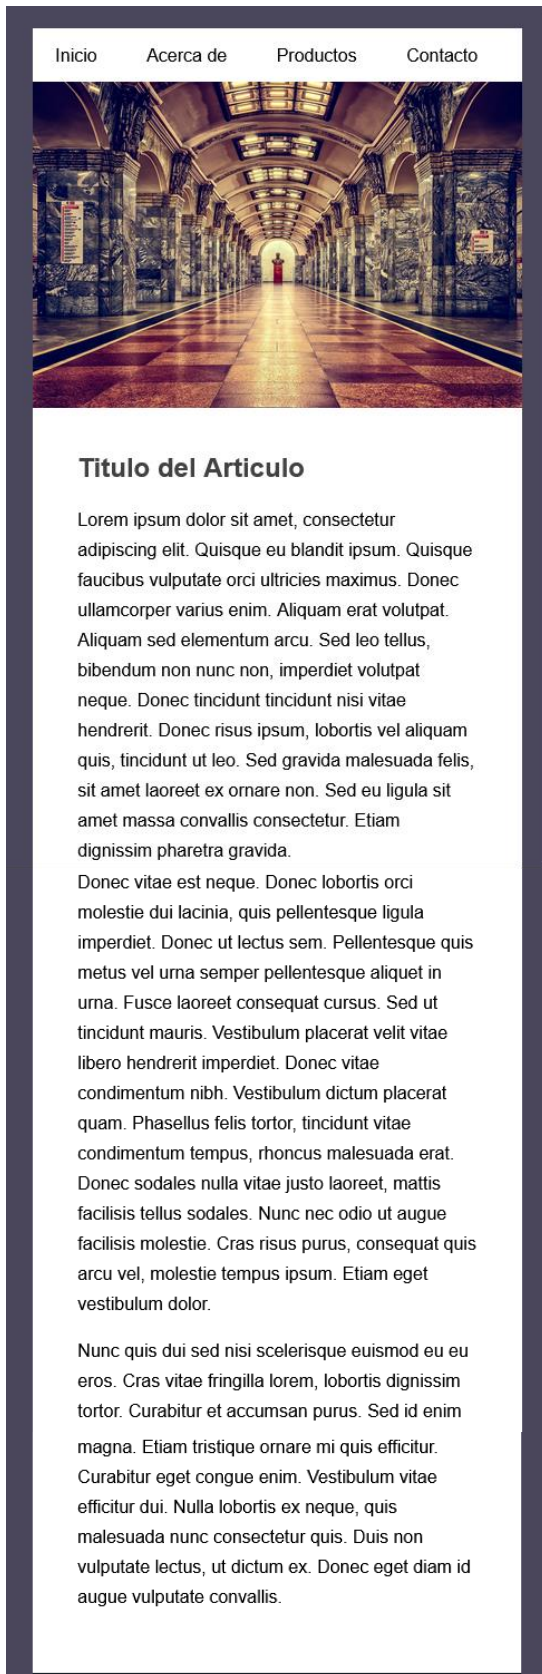 Inicio Acerca de Productos Contacto
Titulo del Articulo
Lorem ipsum dolor sit amet, consectetur
adipiscing elit. Quisque eu blandit ipsum. Quisque
faucibus vulputate orci ultricies maximus. Donec
ullamcorper varius enim. Aliquam erat volutpat.
Aliquam sed elementum arcu. Sed leo tellus,
bibendum non nunc non, imperdiet volutpat
neque. Donec tincidunt tincidunt nisi vitae
hendrerit. Donec risus ipsum, lobortis vel aliquam
quis, tincidunt ut leo. Sed gravida malesuada felis,
sit amet laoreet ex ornare non. Sed eu ligula sit
amet massa convallis consectetur. Etiam
dignissim pharetra gravida.
Donec vitae est neque. Donec lobortis orci
molestie dui lacinia, quis pellentesque ligula
imperdiet. Donec ut lectus sem. Pellentesque quis
metus vel urna semper pellentesque aliquet in
urna. Fusce laoreet consequat cursus. Sed ut
tincidunt mauris. Vestibulum placerat velit vitae
libero hendrerit imperdiet. Donec vitae
condimentum nibh. Vestibulum dictum placerat
quam. Phasellus felis tortor, tincidunt vitae
condimentum tempus, rhoncus malesuada erat.
Donec sodales nulla vitae justo laoreet, mattis
facilisis tellus sodales. Nunc nec odio ut augue
facilisis molestie. Cras risus purus, consequat quis
arcu vel, molestie tempus ipsum. Etiam eget
vestibulum dolor.
Nunc quis dui sed nisi scelerisque euismod eu eu
eros. Cras vitae fringilla lorem, lobortis dignissim
tortor. Curabitur et accumsan purus. Sed id enim
magna. Etiam tristique ornare mi quis efficitur.
Curabitur eget congue enim. Vestibulum vitae
efficitur dui. Nulla lobortis ex neque, quis
malesuada nunc consectetur quis. Duis non
vulputate lectus, ut dictum ex. Donec eget diam id
augue vulputate convallis.